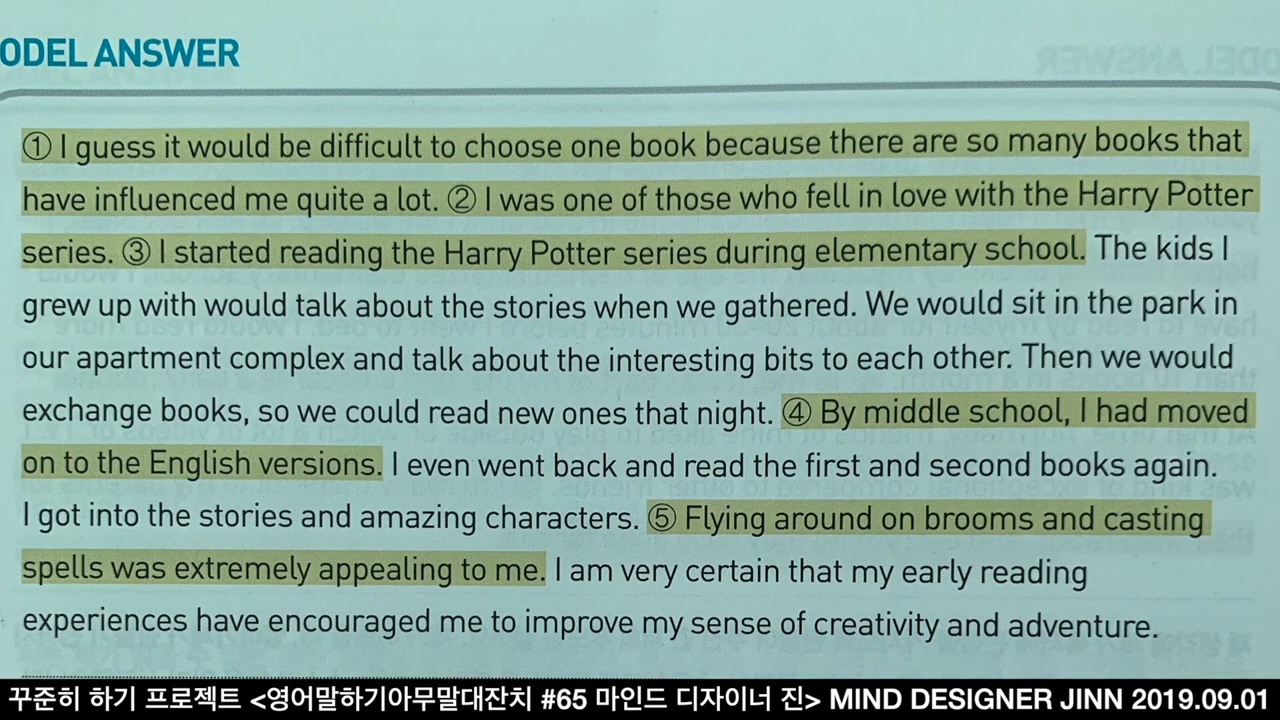 ODEL ANSWER
① I guess it would be difficult to choose one book because there are so many books that
have influenced me quite a lot. ② I was one of those who fell in love with the Harry Potter
series. ③ I started reading the Harry Potter series during elementary school. The kids I
grew up with would talk about the stories when we gathered. We would sit in the park in
our apartment complex and talk about the interesting bits to each other. Then we would
exchange books, so we could read new ones that night. ④ By middle school, I had moved
on to the English versions. I even went back and read the first and second books again.
I got into the stories and amazing characters. ⑤ Flying around on brooms and casting
spells was extremely appealing to me. I am very certain that my early reading
experiences have encouraged me to improve my sense of creativity and adventure.
꾸준히 하기 프로젝트 <영어말하기아무말대잔치 #65 마인드 디자이너 진> MIND DESIGNER JINN 2019.09.01